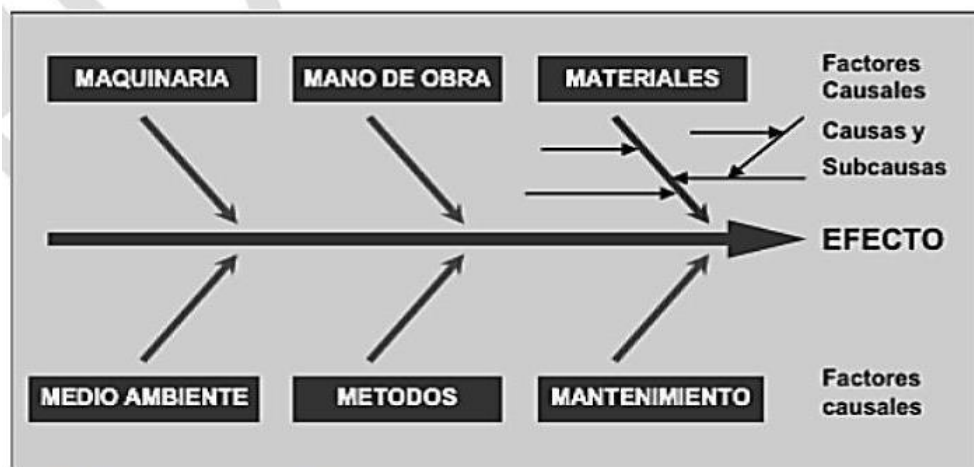 MAQUINARIA
MANO DE OBRA
MATERIALES
Factores
Causales
Causas y
Subcausas
EFECTO
MEDIO AMBIENTE
METODOS
MANTENIMIENTO
Factores
causales